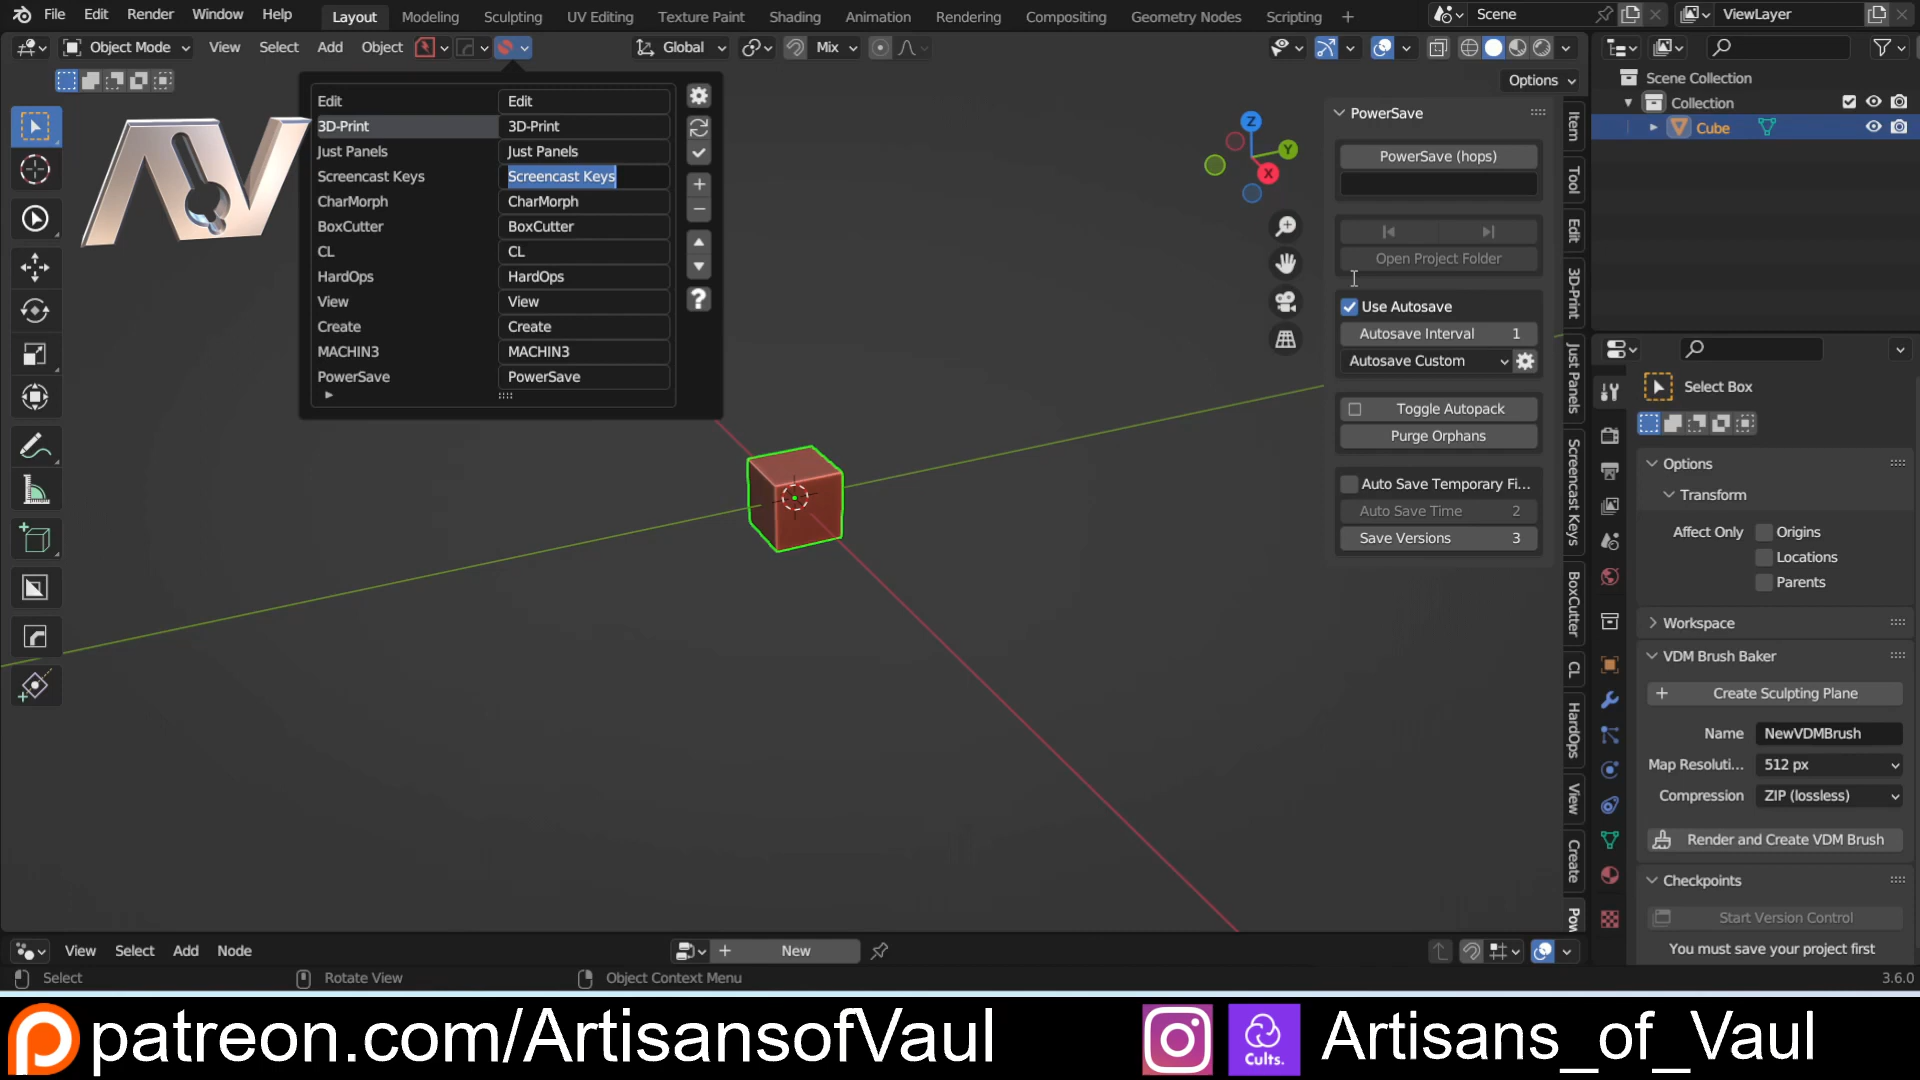 File Edit Render Window Help Layout Modeling Sculpting UV Editing Texture Paint Shading Animation Rendering Compositing Geometry Nodes Scripting + Scene ViewLayer
Object Mode View Select Add Object Global Mix
Options
Edit Edit
3D-Print 3D-Print
Just Panels Just Panels
Screencast Keys Screencast Keys
CharMorph CharMorph
BoxCutter BoxCutter
CL CL
HardOps HardOps
View View
Create Create
MACHIN3 MACHIN3
PowerSave PowerSave
AV
Z
Y
X
PowerSave
PowerSave (hops)
Open Project Folder
Use Autosave
Autosave Interval 1
Autosave Custom
Toggle Autopack
Purge Orphans
Auto Save Temporary Fi...
Auto Save Time 2
Save Versions 3
Item
Tool
Edit
3D-Print
Just Panels
Screencast Keys
BoxCutter
CL
HardOps
View
Create
Pow
Scene Collection
Collection
Cube
Select Box
Options
Transform
Affect Only Origins
Locations
Parents
Workspace
VDM Brush Baker
Create Sculpting Plane
Name NewVDMBrush
Map Resoluti... 512 px
Compression ZIP (lossless)
Render and Create VDM Brush
Checkpoints
Start Version Control
You must save your project first
View Select Add Node + New
Select Rotate View Object Context Menu 3.6.0
patreon.com/ArtisansofVaul Cults. Artisans_of_Vaul